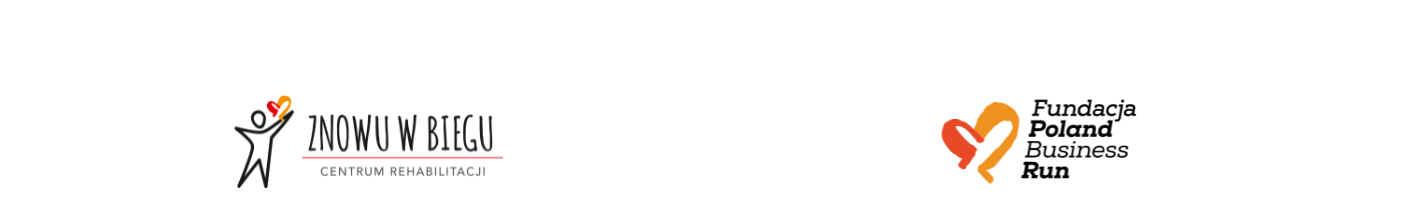 ZNOWU W BIEGU
CENTRUM REHABILITACJI
Fundacja
Poland
Business
Run